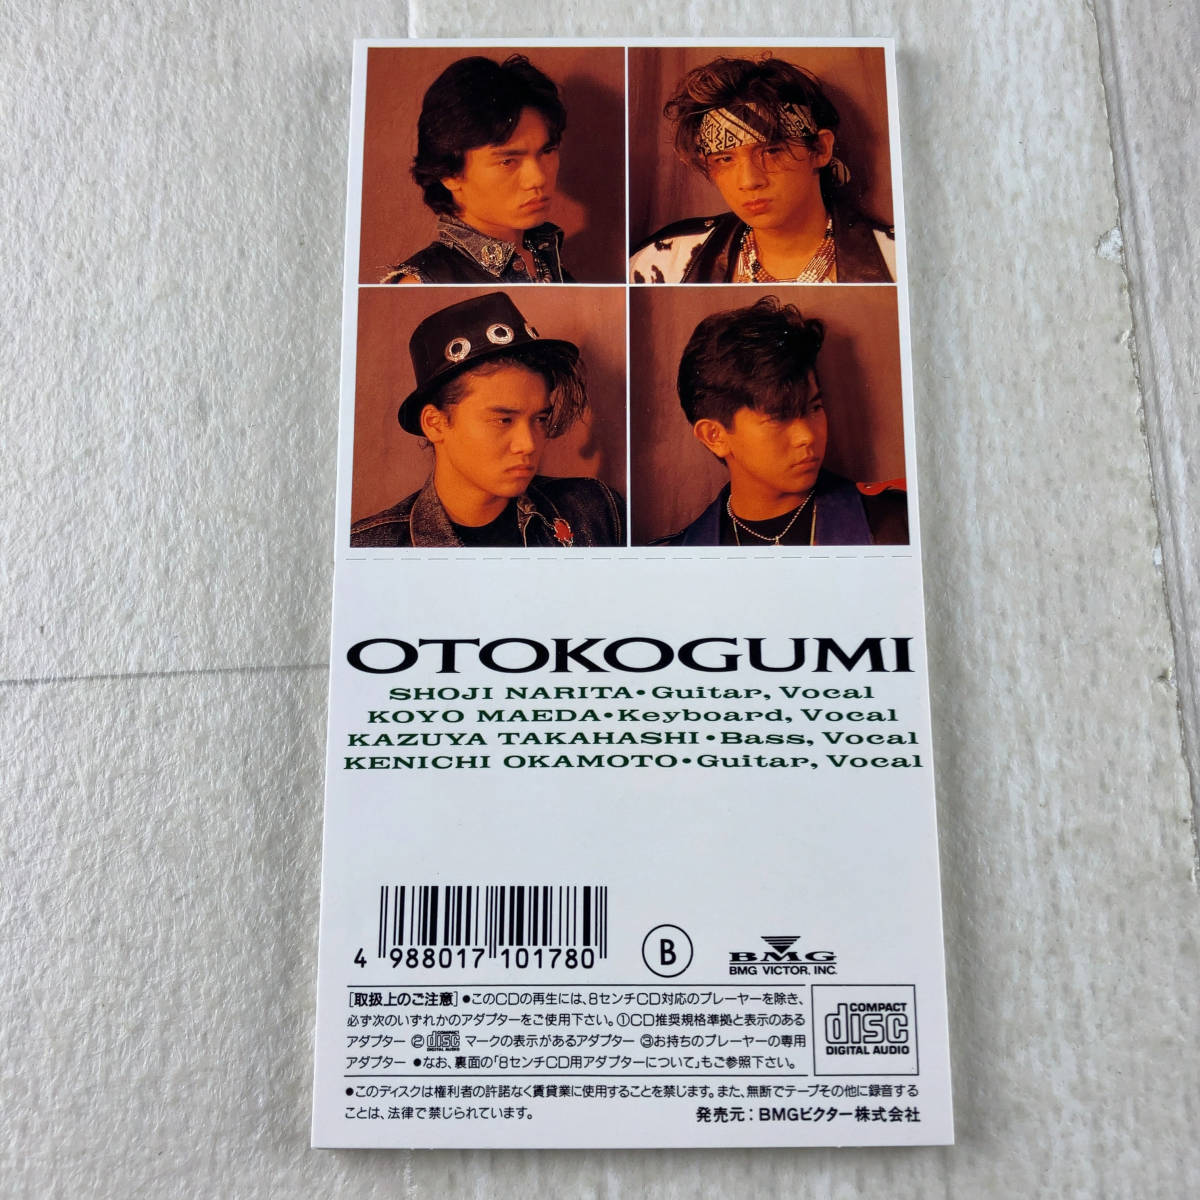 OTOKOGUMI
SHOJI NARITA•Guitar, Vocal
KOYO MAEDA•Keyboard, Vocal
KAZUYA TAKAHASHI•Bass, Vocal
KENICHI OKAMOTO•Guitar, Vocal
4 988017 101780
B
BMG
BMG VICTOR, INC.
[取扱上のご注意]●このCDの再生には、8センチCD対応のプレーヤーを除き、
必ず次のいずれかのアダプターをご使用下さい。①CD推奨規格準拠と表示のある
アダプター ② COMPACT disc DIGITAL AUDIO マークの表示があるアダプター ③お持ちのプレーヤーの専用
アダプター ●なお、裏面の「8センチCD用アダプターについて」もご参照下さい。
COMPACT
disc
DIGITAL AUDIO
●このディスクは権利者の許諾なく賃貸業に使用することを禁じます。また、無断でテープその他に録音する
ことは、法律で禁じられています。
発売元：BMGビクター株式会社